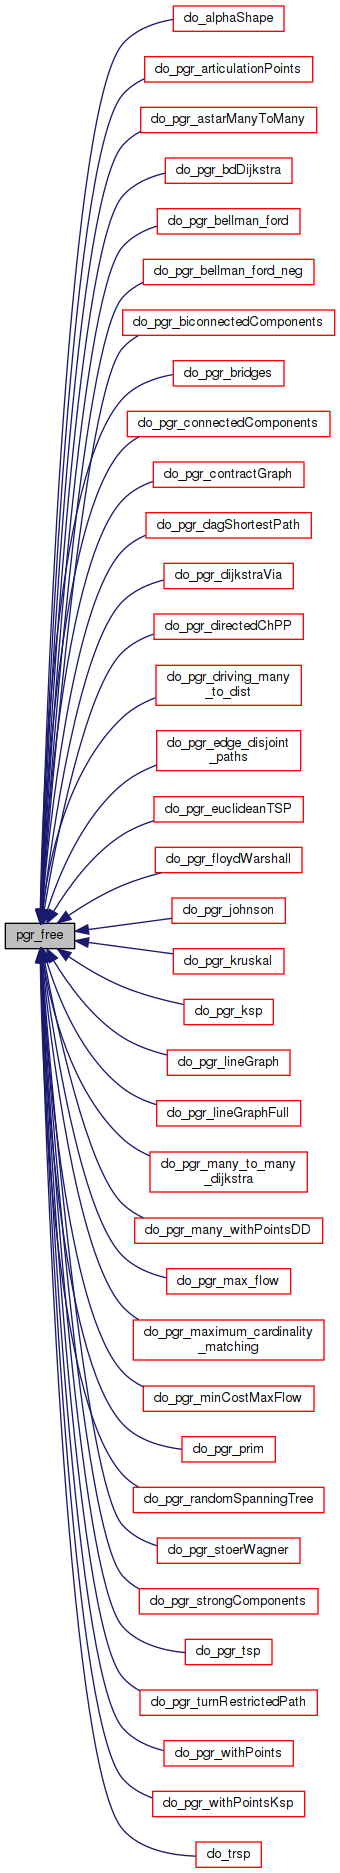 do_alphaShape
do_pgr_articulationPoints
do_pgr_astarManyToMany
do_pgr_bdDijkstra
do_pgr_bellman_ford
do_pgr_bellman_ford_neg
do_pgr_biconnectedComponents
do_pgr_bridges
do_pgr_connectedComponents
do_pgr_contractGraph
do_pgr_dagShortestPath
do_pgr_dijkstraVia
do_pgr_directedChPP
do_pgr_driving_many
_to_dist
do_pgr_edge_disjoint
_paths
do_pgr_euclideanTSP
do_pgr_floydWarshall
pgr_free
do_pgr_johnson
do_pgr_kruskal
do_pgr_ksp
do_pgr_lineGraph
do_pgr_lineGraphFull
do_pgr_many_to_many
_dijkstra
do_pgr_many_withPointsDD
do_pgr_max_flow
do_pgr_maximum_cardinality
_matching
do_pgr_minCostMaxFlow
do_pgr_prim
do_pgr_randomSpanningTree
do_pgr_stoerWagner
do_pgr_strongComponents
do_pgr_tsp
do_pgr_turnRestrictedPath
do_pgr_withPoints
do_pgr_withPointsKsp
do_trsp